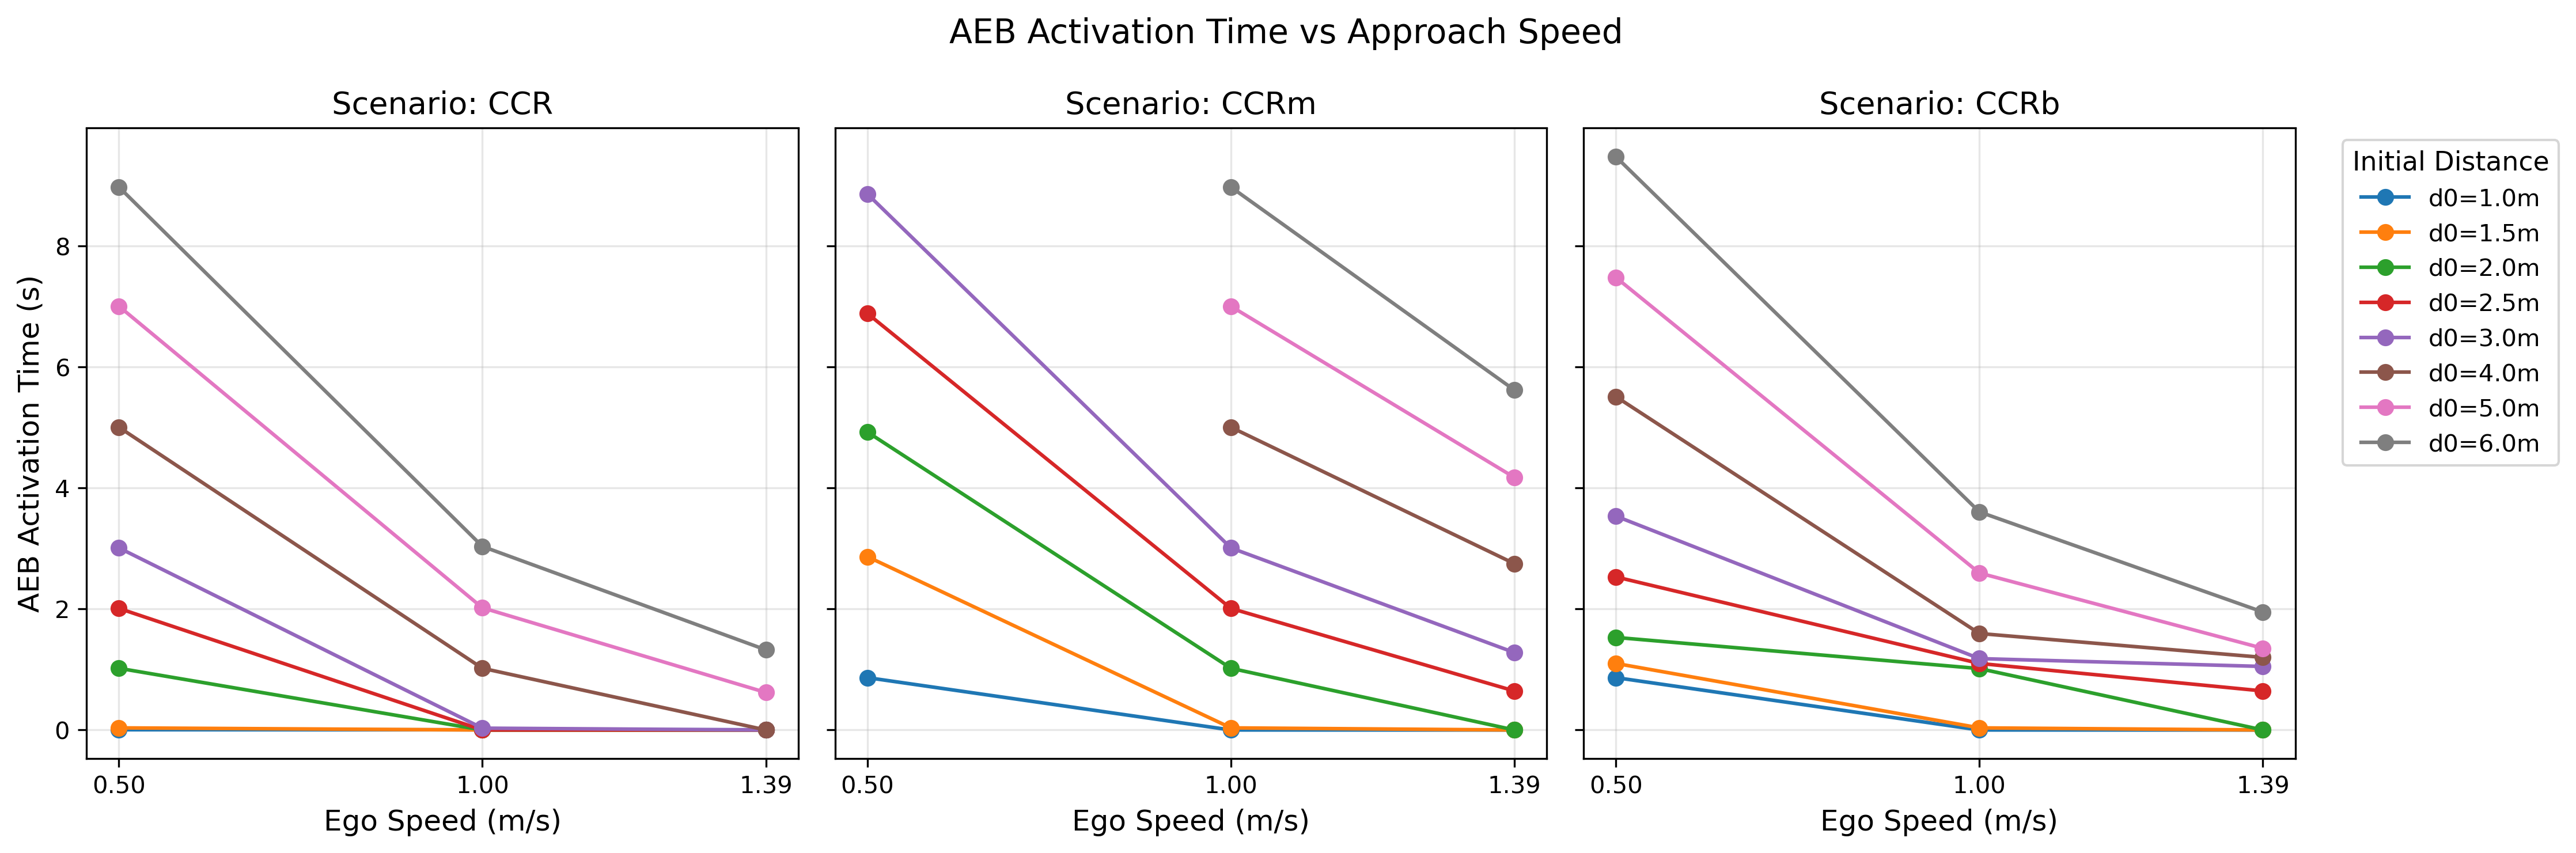 AEB Activation Time vs Approach Speed
Scenario: CCR
Scenario: CCRm
Scenario: CCRb
AEB Activation Time (s)
8
6
4
2
0
0.50
1.00
1.39
Ego Speed (m/s)
0.50
1.00
1.39
Ego Speed (m/s)
0.50
1.00
1.39
Ego Speed (m/s)
Initial Distance
d0=1.0m
d0=1.5m
d0=2.0m
d0=2.5m
d0=3.0m
d0=4.0m
d0=5.0m
d0=6.0m